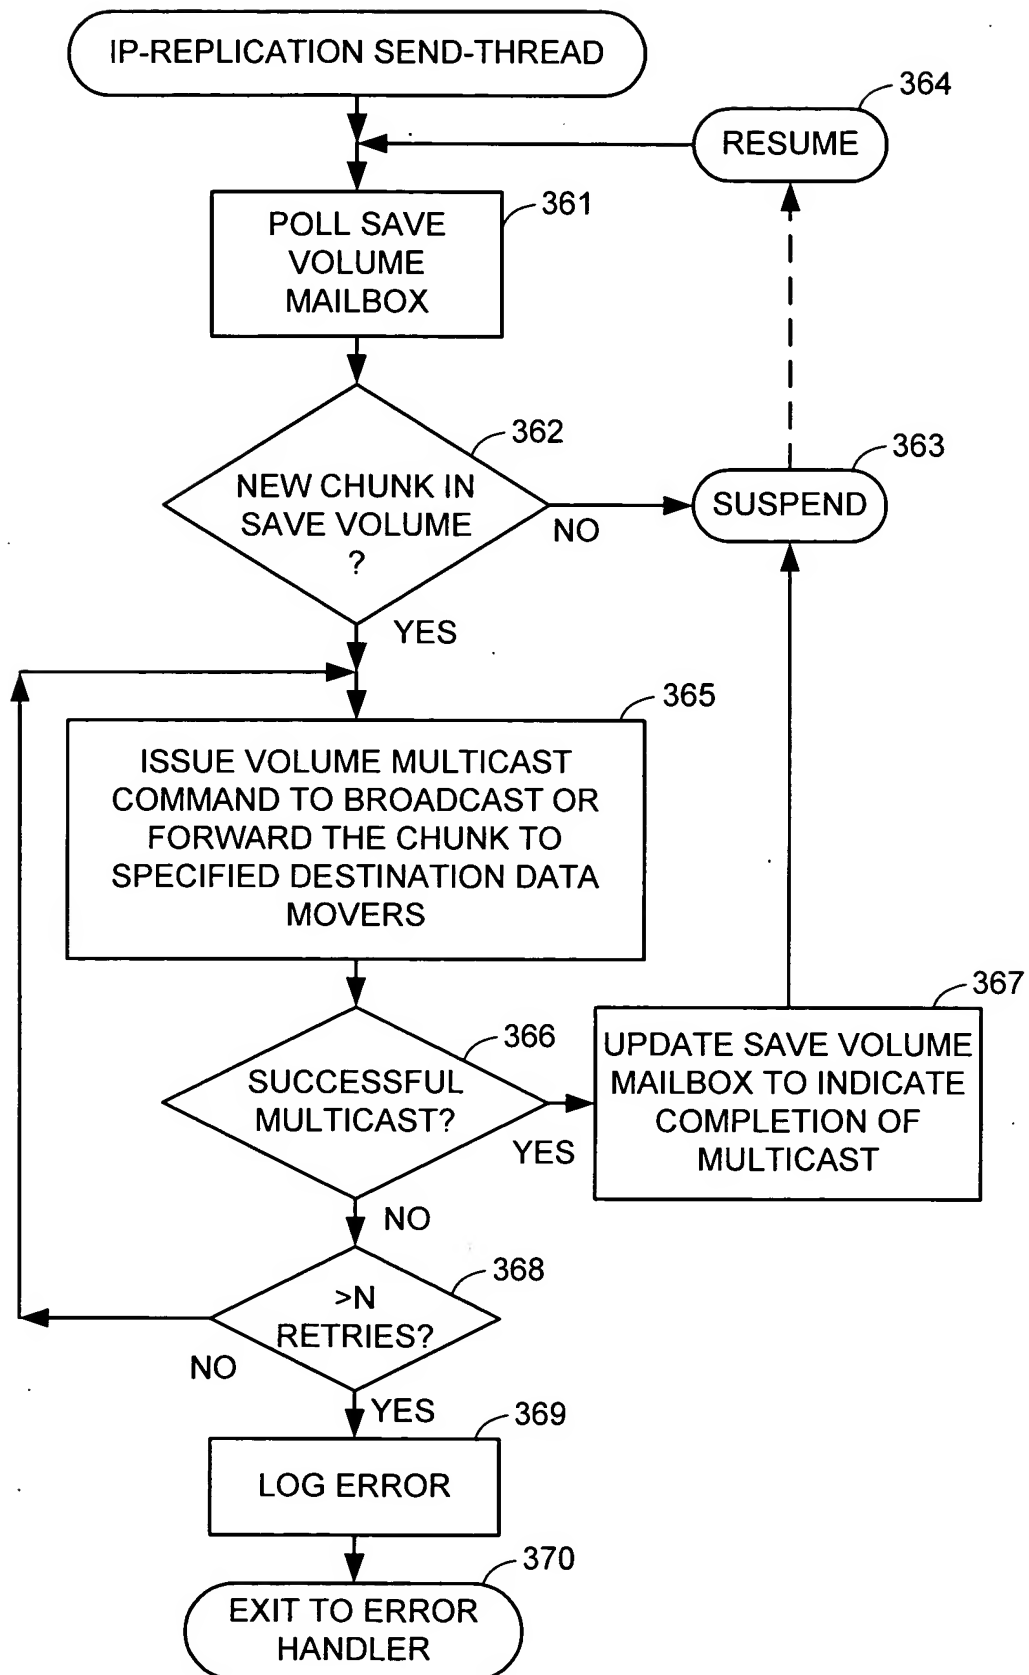 IP-REPLICATION SEND-THREAD
364
RESUME
361
POLL SAVE
VOLUME
MAILBOX
362
NEW CHUNK IN
SAVE VOLUME
?
NO
363
SUSPEND
YES
365
ISSUE VOLUME MULTICAST
COMMAND TO BROADCAST OR
FORWARD THE CHUNK TO
SPECIFIED DESTINATION DATA
MOVERS
366
SUCCESSFUL
MULTICAST?
YES
367
UPDATE SAVE VOLUME
MAILBOX TO INDICATE
COMPLETION OF
MULTICAST
NO
368
>N
RETRIES?
NO
YES
369
LOG ERROR
370
EXIT TO ERROR
HANDLER